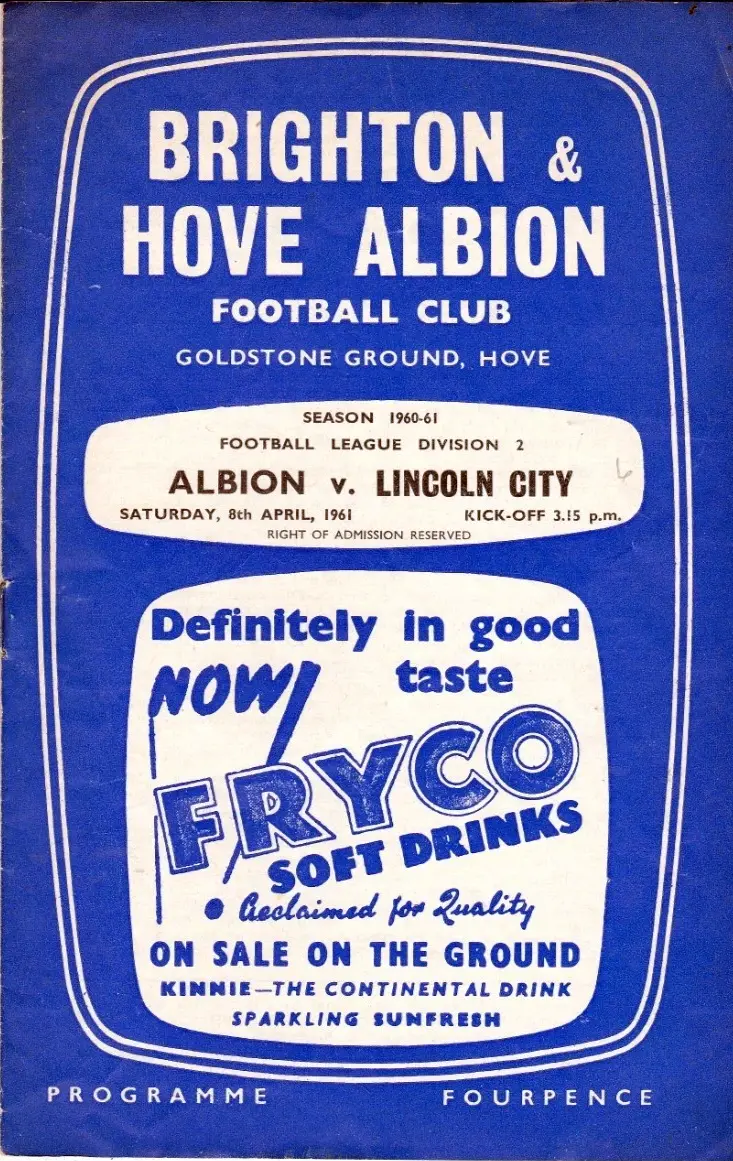 BRIGHTON &
HOVE ALBION
FOOTBALL CLUB
GOLDSTONE GROUND, HOVE
SEASON 1960-61
FOOTBALL LEAGUE DIVISION 2
ALBION v. LINCOLN CITY
6
SATURDAY, 8th APRIL, 1961 KICK-OFF 3.15 p.m.
RIGHT OF ADMISSION RESERVED
Definitely in good
NOW! taste
FRYCO
SOFT DRINKS
• Acclaimed for Quality
ON SALE ON THE GROUND
KINNIE—THE CONTINENTAL DRINK
SPARKLING SUNFRESH
PROGRAMME FOURPENCE